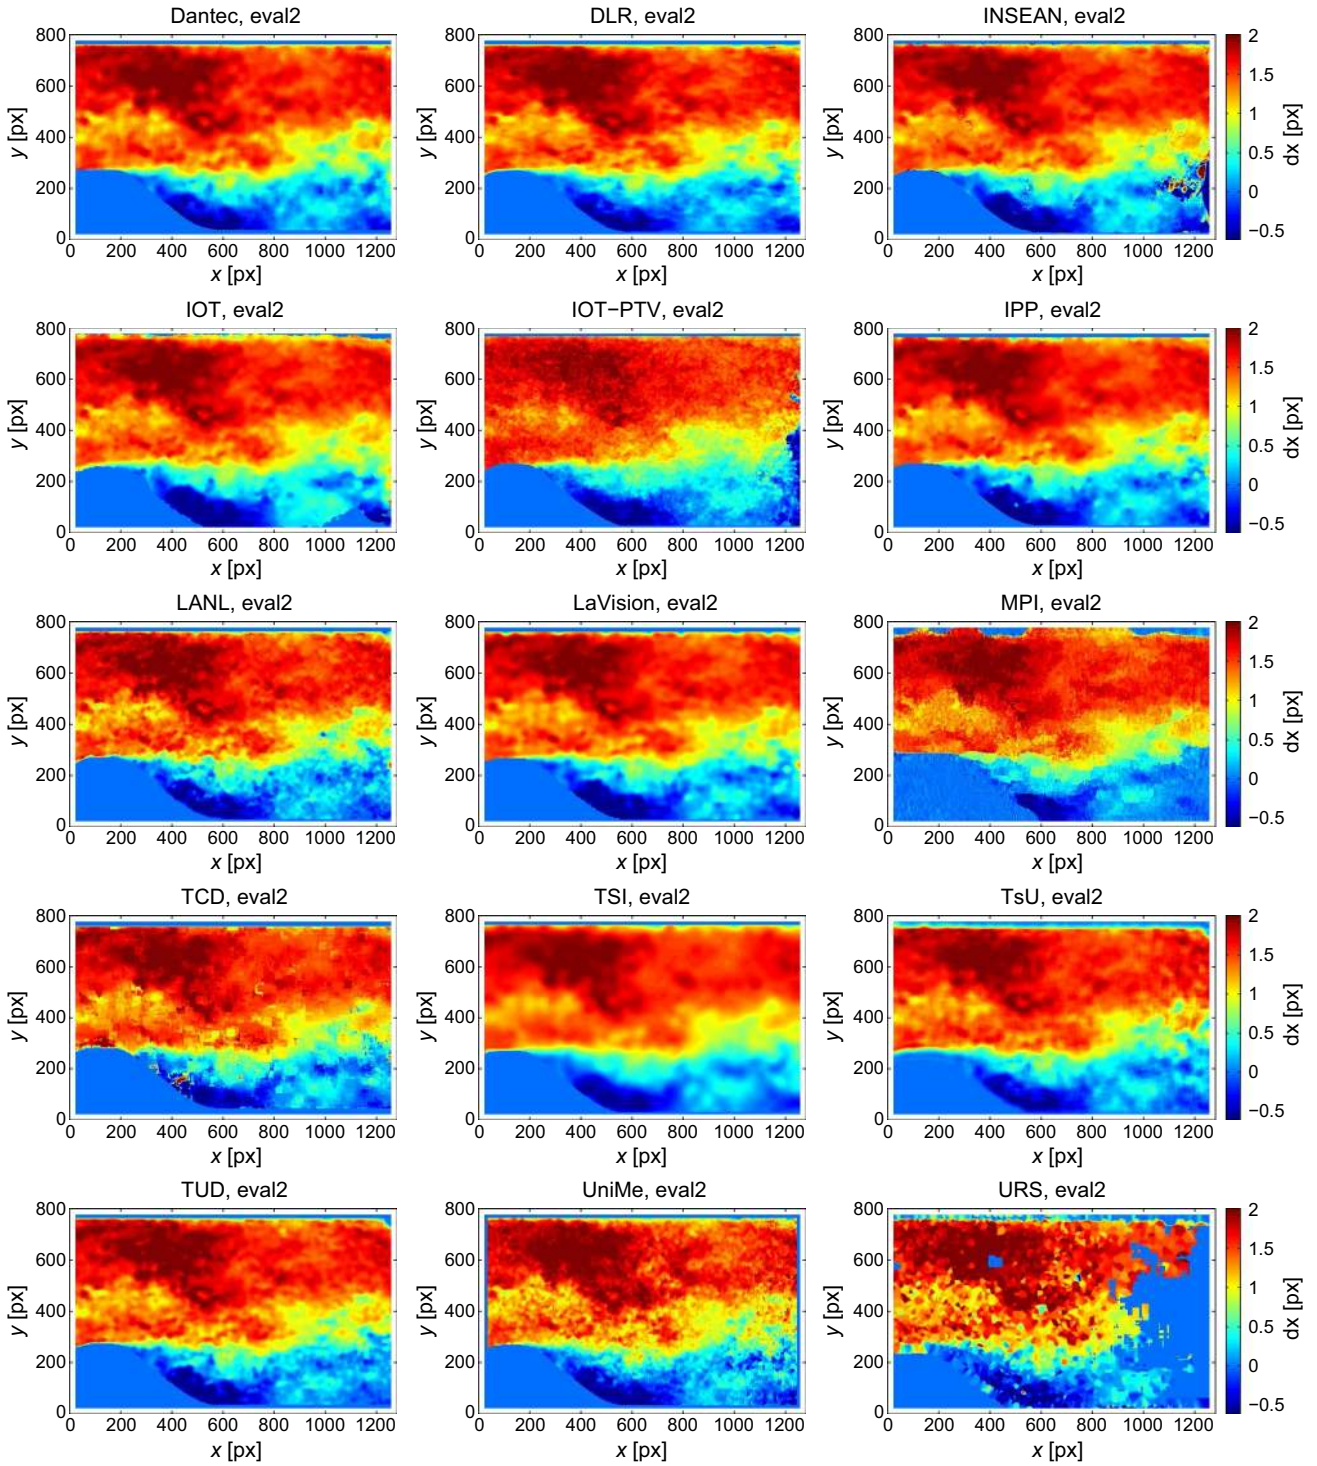 Dantec, eval2
DLR, eval2
INSEAN, eval2
800
600
400
200
0
y [px]
0 200 400 600 800 1000 1200
x [px]
800
600
400
200
0
y [px]
0 200 400 600 800 1000 1200
x [px]
800
600
400
200
0
y [px]
0 200 400 600 800 1000 1200
x [px]
2
1.5
1
0.5
0
−0.5
dx [px]
IOT, eval2
IOT−PTV, eval2
IPP, eval2
800
600
400
200
0
y [px]
0 200 400 600 800 1000 1200
x [px]
800
600
400
200
0
y [px]
0 200 400 600 800 1000 1200
x [px]
800
600
400
200
0
y [px]
0 200 400 600 800 1000 1200
x [px]
2
1.5
1
0.5
0
−0.5
dx [px]
LANL, eval2
LaVision, eval2
MPI, eval2
800
600
400
200
0
y [px]
0 200 400 600 800 1000 1200
x [px]
800
600
400
200
0
y [px]
0 200 400 600 800 1000 1200
x [px]
800
600
400
200
0
y [px]
0 200 400 600 800 1000 1200
x [px]
2
1.5
1
0.5
0
−0.5
dx [px]
TCD, eval2
TSI, eval2
TsU, eval2
800
600
400
200
0
y [px]
0 200 400 600 800 1000 1200
x [px]
800
600
400
200
0
y [px]
0 200 400 600 800 1000 1200
x [px]
800
600
400
200
0
y [px]
0 200 400 600 800 1000 1200
x [px]
2
1.5
1
0.5
0
−0.5
dx [px]
TUD, eval2
UniMe, eval2
URS, eval2
800
600
400
200
0
y [px]
0 200 400 600 800 1000 1200
x [px]
800
600
400
200
0
y [px]
0 200 400 600 800 1000 1200
x [px]
800
600
400
200
0
y [px]
0 200 400 600 800 1000 1200
x [px]
2
1.5
1
0.5
0
−0.5
dx [px]